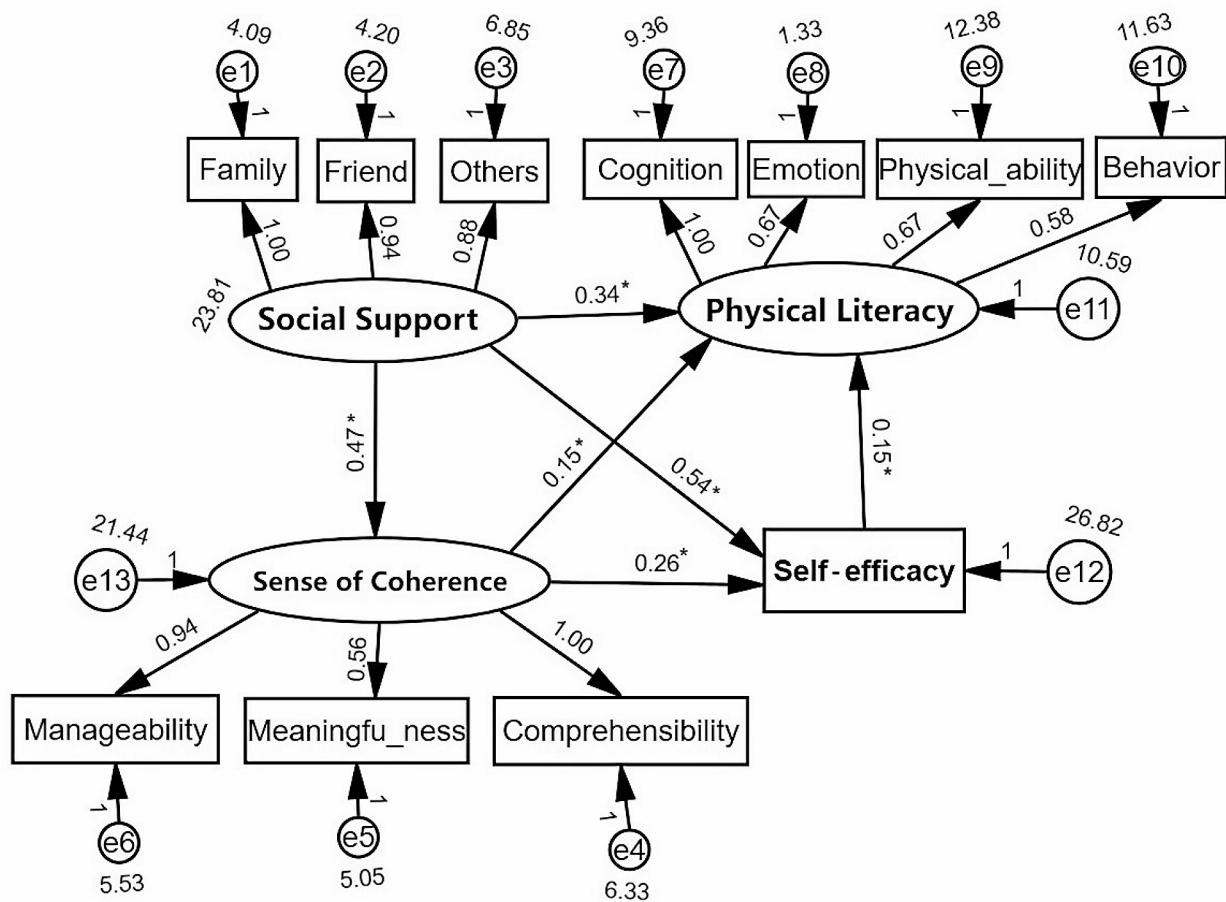 4.09
4.20
6.85
9.36
1.33
12.38
11.63
e1
e2
e3
e7
e8
e9
e10
1
1
1
1
1
1
1
Family
Friend
Others
Cognition
Emotion
Physical_ability
Behavior
1.00
0.94
0.88
1.00
0.67
0.67
0.58
10.59
23.81
Social Support
0.34*
Physical Literacy
1
e11
0.47*
0.15*
0.54*
0.15*
21.44
e13
1
Sense of Coherence
0.26*
Self-efficacy
1
26.82
e12
0.94
0.56
1.00
Manageability
Meaningfu_ness
Comprehensibility
1
1
1
e6
e5
e4
5.53
5.05
6.33